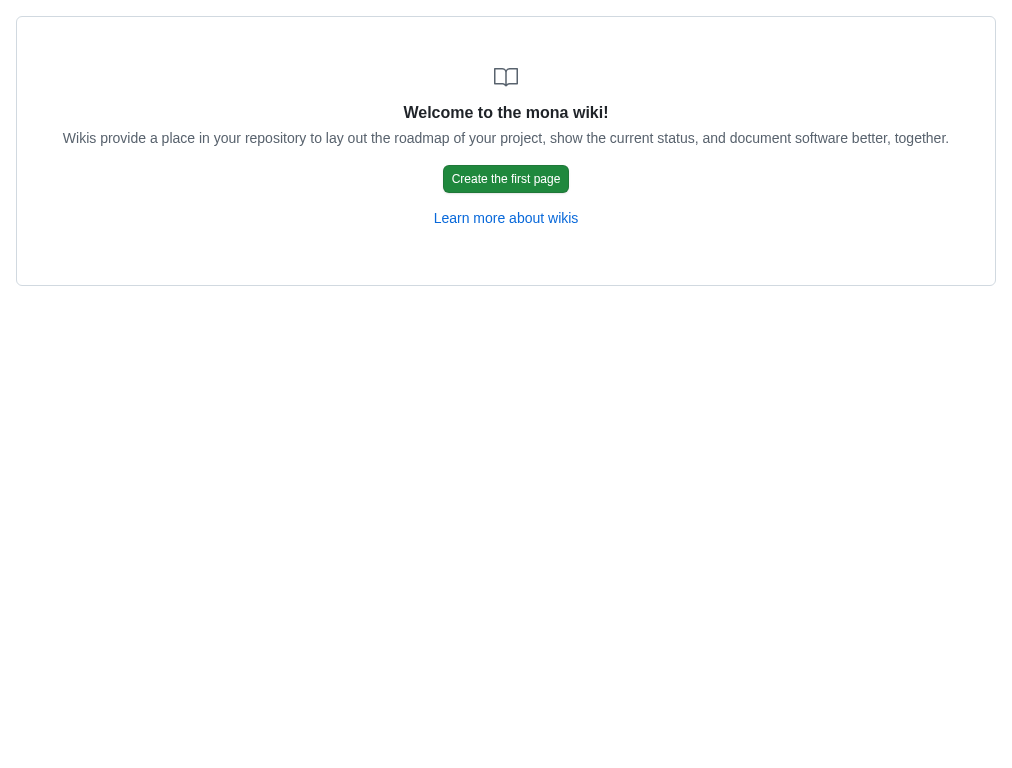 Welcome to the mona wiki!
Wikis provide a place in your repository to lay out the roadmap of your project, show the current status, and document software better, together.
Create the first page
Learn more about wikis